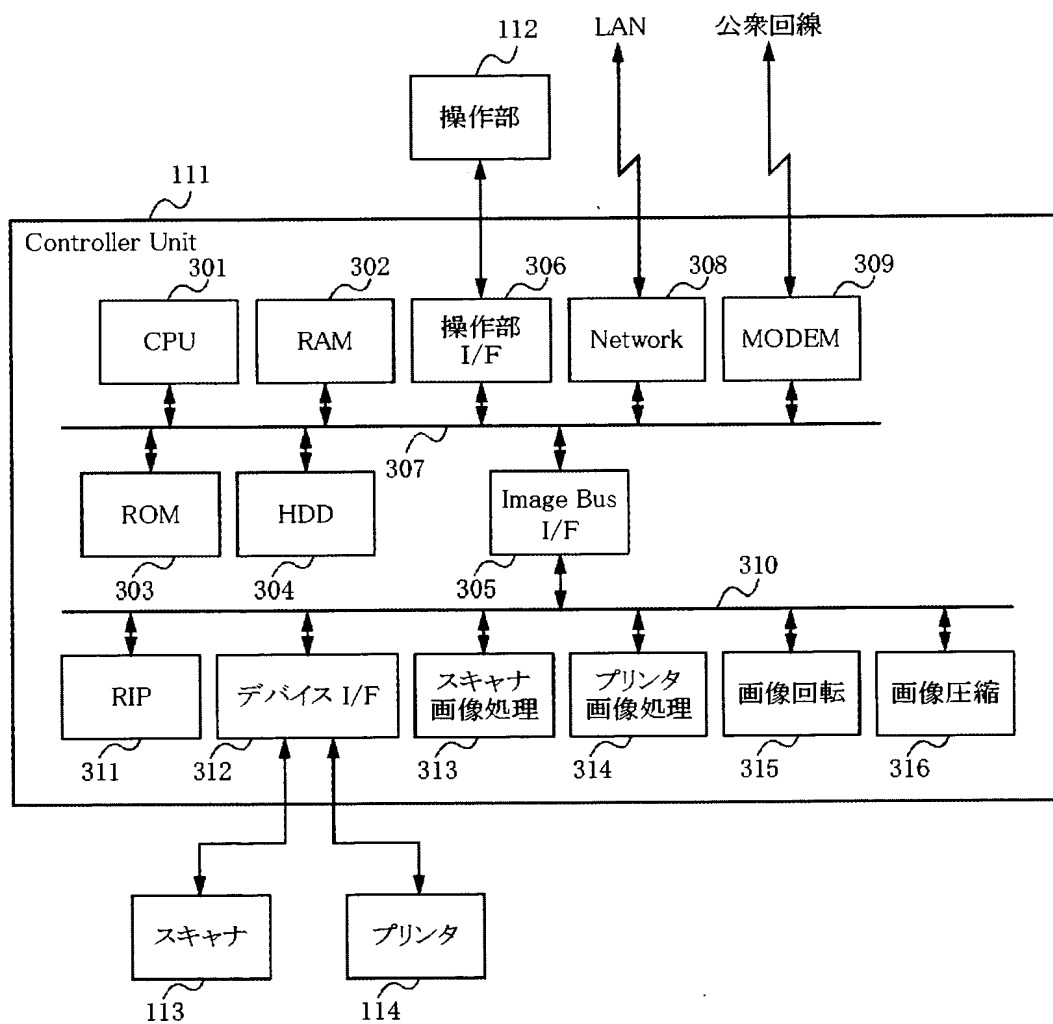 112
LAN
公衆回線
操作部
111
Controller Unit
301
302
306
308
309
CPU
RAM
操作部
I/F
Network
MODEM
307
ROM
HDD
Image Bus
I/F
303
304
305
310
RIP
デバイス I/F
スキャナ
画像処理
プリンタ
画像処理
画像回転
画像圧縮
311
312
313
314
315
316
スキャナ
プリンタ
113
114